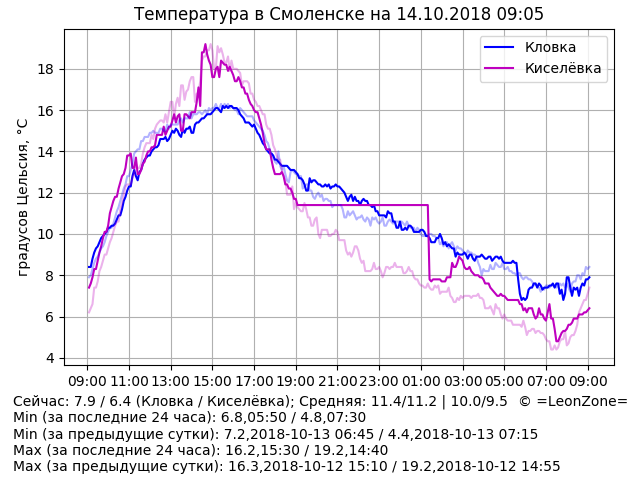 Температура в Смоленске на 14.10.2018 09:05
Кловка
Киселёвка
градусов Цельсия, °C
18
16
14
12
10
8
6
4
09:00 11:00 13:00 15:00 17:00 19:00 21:00 23:00 01:00 03:00 05:00 07:00 09:00
Сейчас: 7.9 / 6.4 (Кловка / Киселёвка); Средняя: 11.4/11.2 | 10.0/9.5 © =LeonZone=
Min (за последние 24 часа): 6.8,05:50 / 4.8,07:30
Min (за предыдущие сутки): 7.2,2018-10-13 06:45 / 4.4,2018-10-13 07:15
Max (за последние 24 часа): 16.2,15:30 / 19.2,14:40
Max (за предыдущие сутки): 16.3,2018-10-12 15:10 / 19.2,2018-10-12 14:55